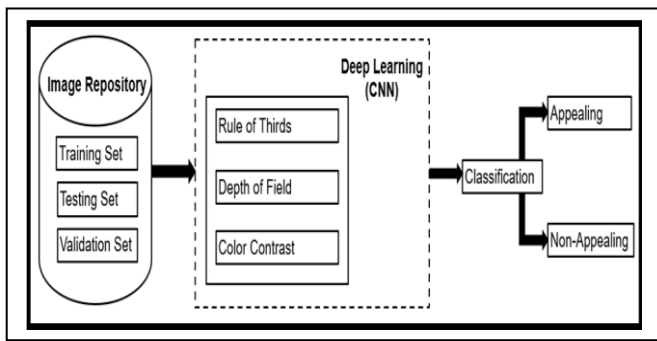 Image Repository
Training Set
Testing Set
Validation Set
Deep Learning
(CNN)
Rule of Thirds
Depth of Field
Color Contrast
Classification
Appealing
Non-Appealing